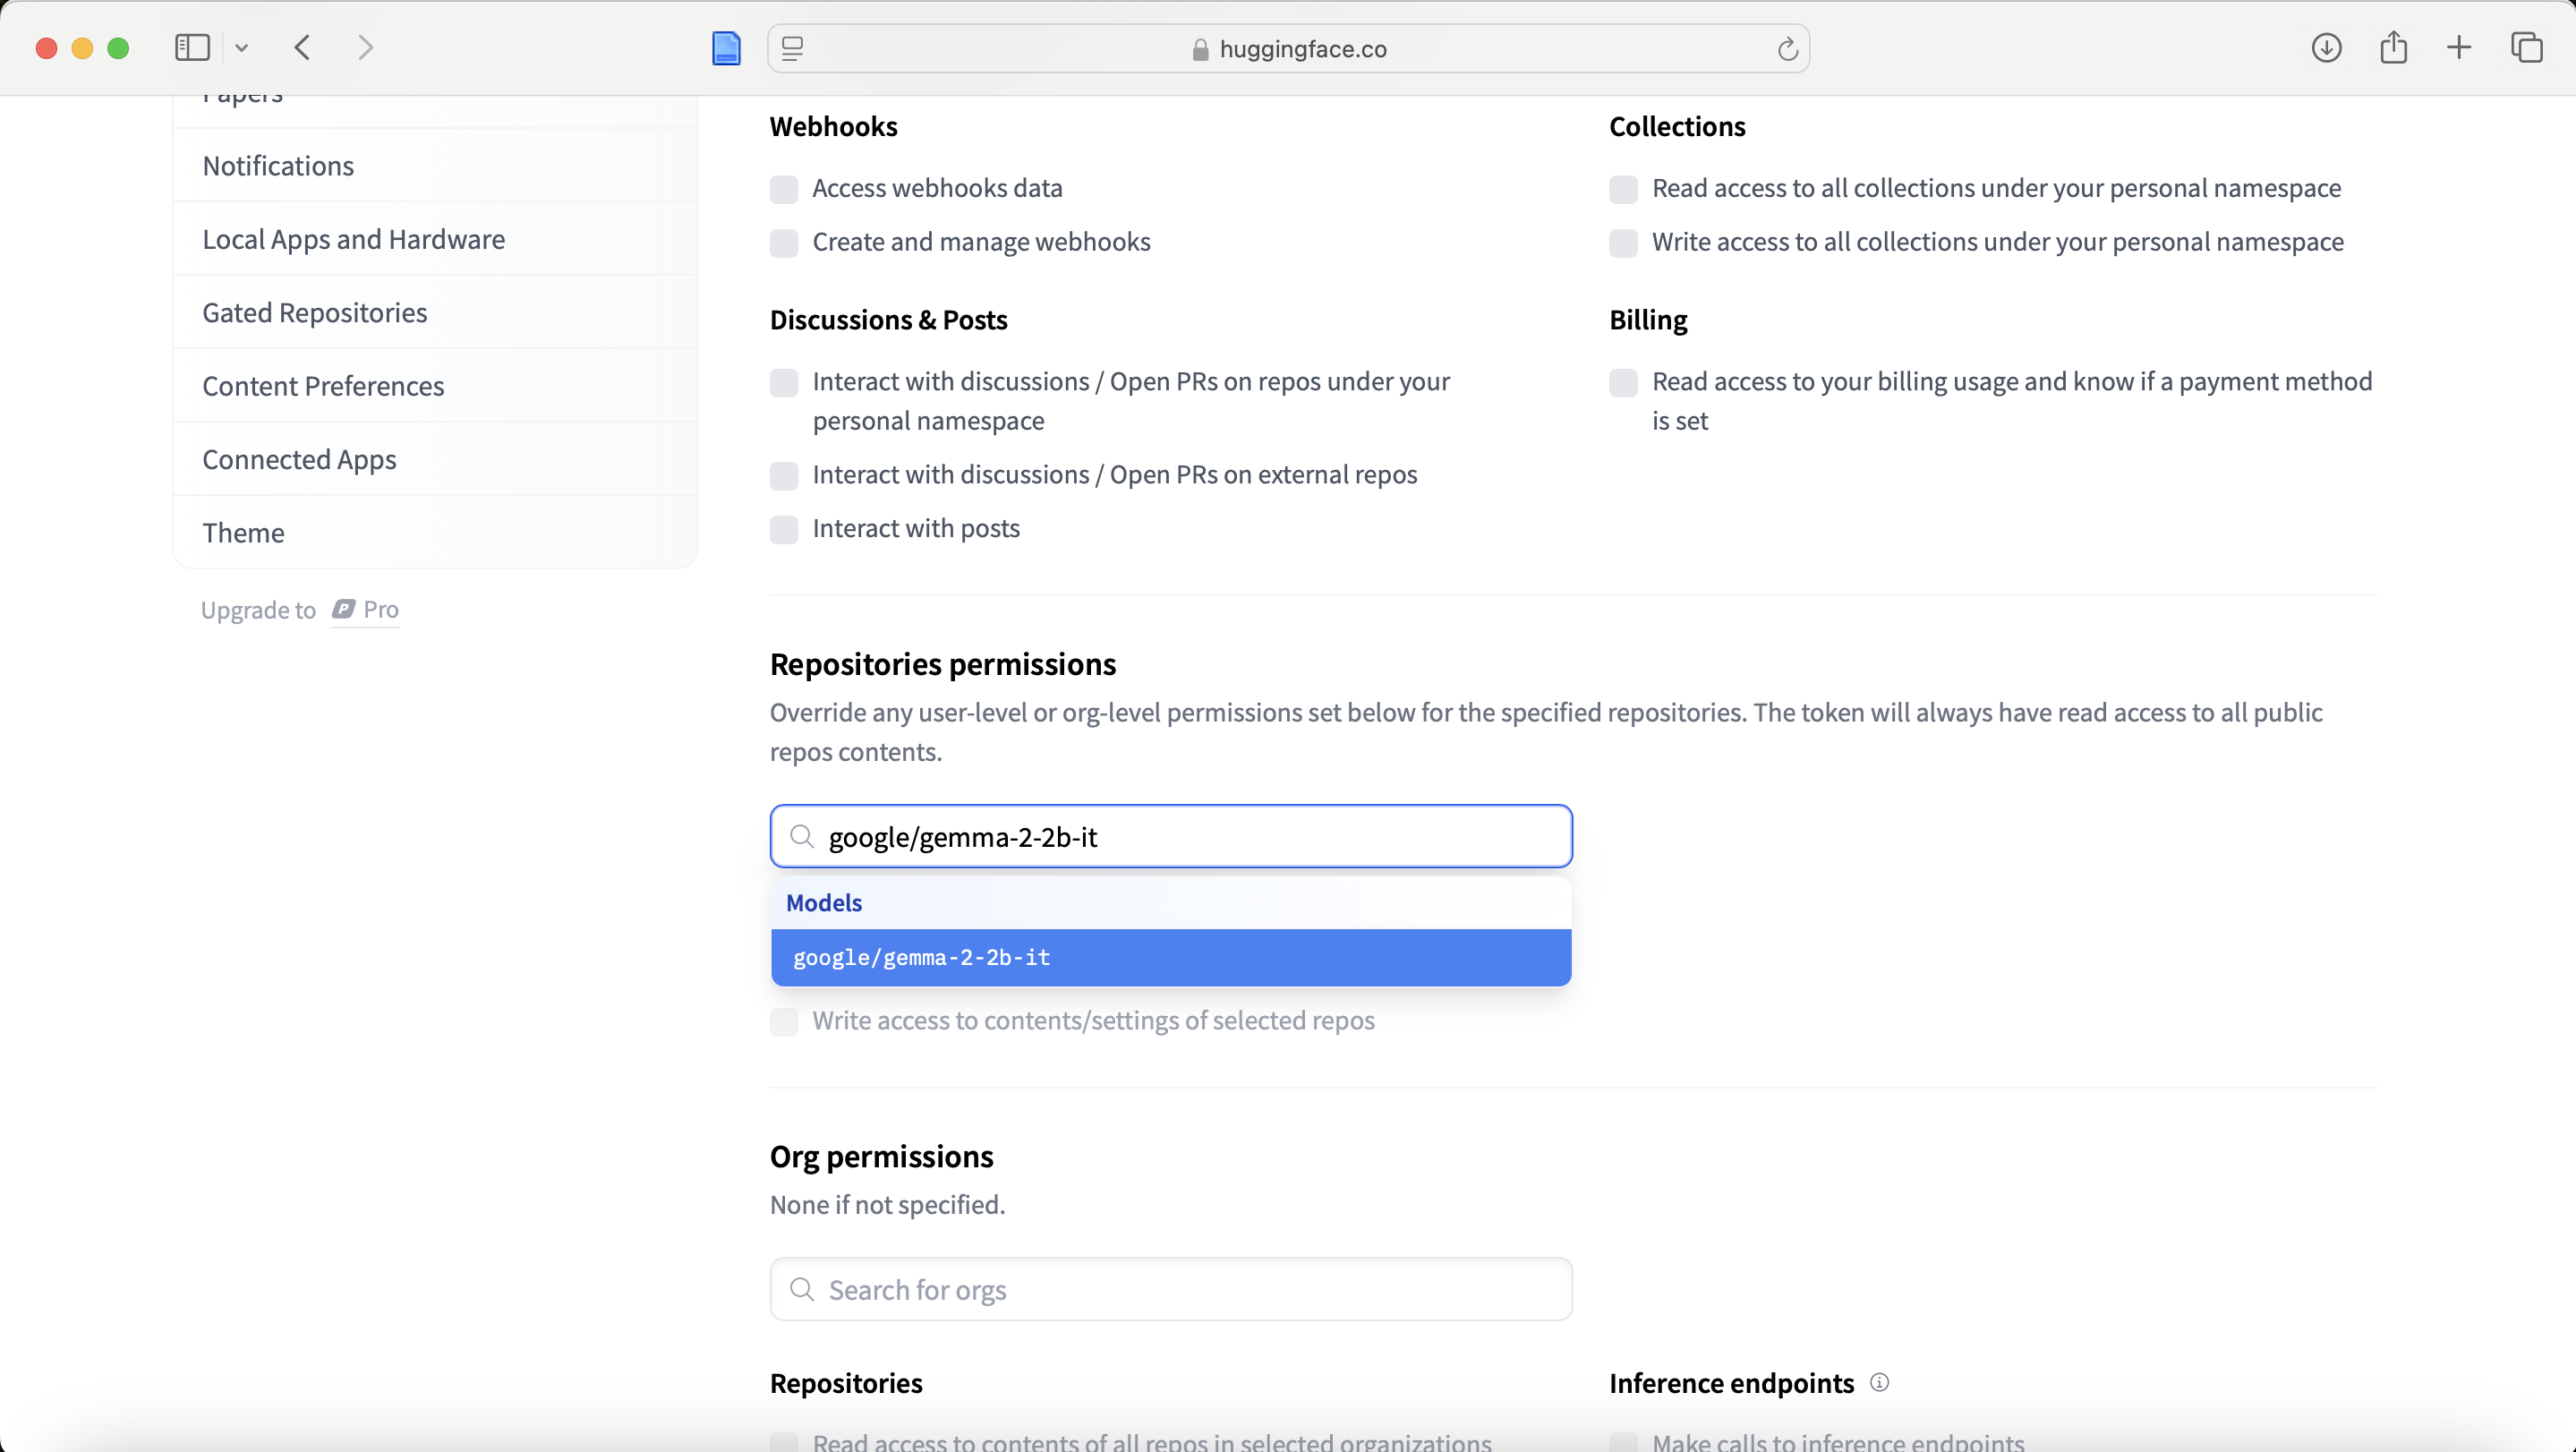 huggingface.co
Papers
Notifications
Local Apps and Hardware
Gated Repositories
Content Preferences
Connected Apps
Theme
Upgrade to P Pro
Webhooks
Access webhooks data
Create and manage webhooks
Collections
Read access to all collections under your personal namespace
Write access to all collections under your personal namespace
Discussions & Posts
Interact with discussions / Open PRs on repos under your
personal namespace
Interact with discussions / Open PRs on external repos
Interact with posts
Billing
Read access to your billing usage and know if a payment method
is set
Repositories permissions
Override any user-level or org-level permissions set below for the specified repositories. The token will always have read access to all public
repos contents.
google/gemma-2-2b-it
Models
google/gemma-2-2b-it
Write access to contents/settings of selected repos
Org permissions
None if not specified.
Search for orgs
Repositories
Read access to contents of all repos in selected organizations
Inference endpoints
Make calls to inference endpoints